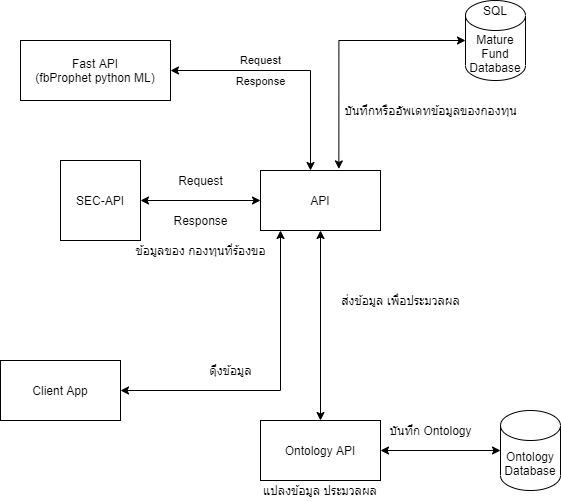 SQL
Mature
Fund
Database
Fast API
(fbProphet python ML)
Request
Response
บันทึกหรืออัพเดทข้อมูลของกองทุน
SEC-API
Request
Response
API
ข้อมูลของ กองทุนที่ร้องขอ
ส่งข้อมูล เพื่อประมวลผล
ดึงข้อมูล
Client App
Ontology API
บันทึก Ontology
Ontology
Database
แปลงข้อมูล ประมวลผล